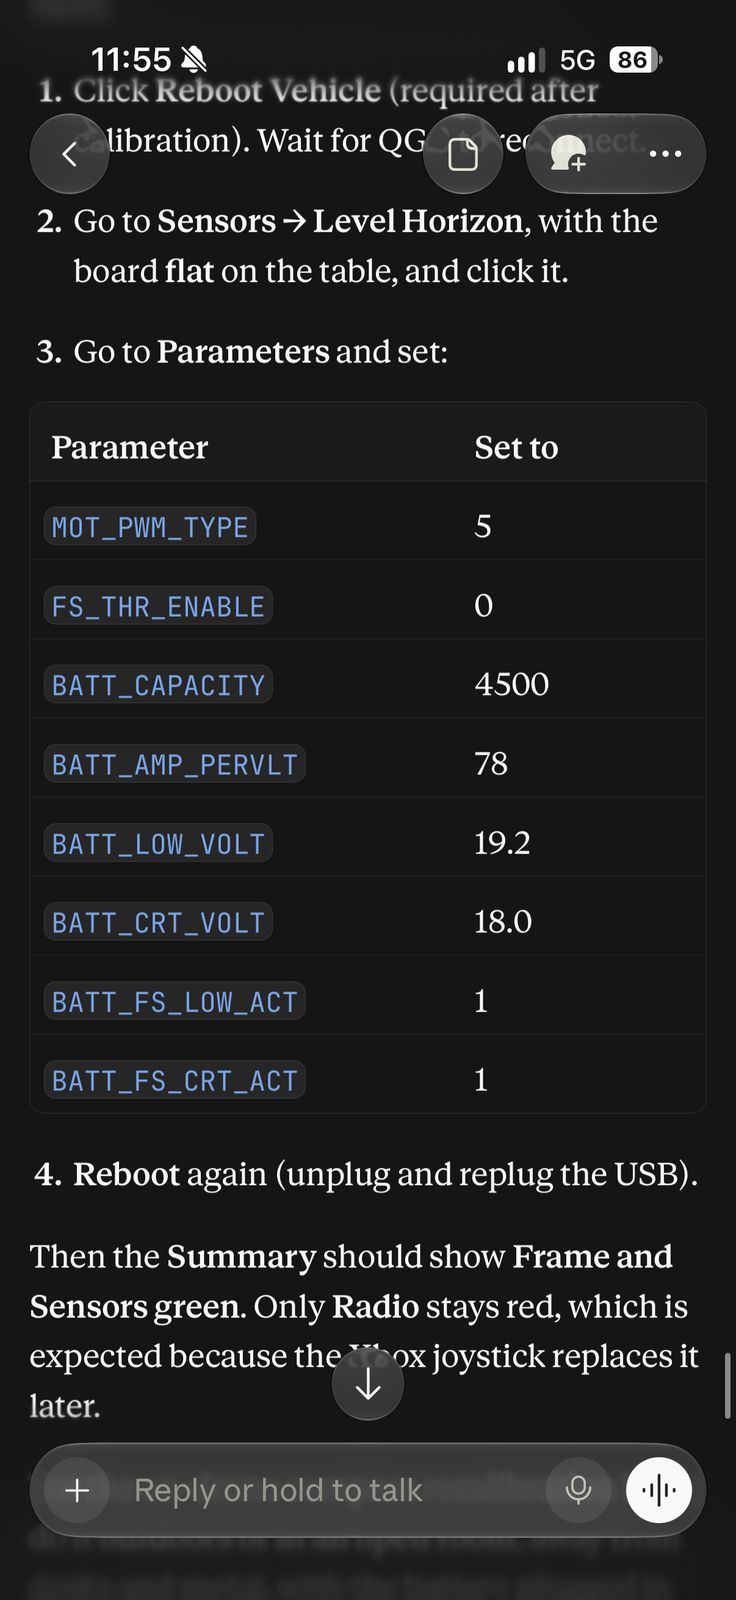 11:55
5G
86
1. Click Reboot Vehicle (required after
libration). Wait for QG
2. Go to Sensors → Level Horizon, with the
board flat on the table, and click it.
3. Go to Parameters and set:
Parameter Set to
MOT_PWM_TYPE 5
FS_THR_ENABLE 0
BATT_CAPACITY 4500
BATT_AMP_PERVLT 78
BATT_LOW_VOLT 19.2
BATT_CRT_VOLT 18.0
BATT_FS_LOW_ACT 1
BATT_FS_CRT_ACT 1
4. Reboot again (unplug and replug the USB).
Then the Summary should show Frame and
Sensors green. Only Radio stays red, which is
expected because the Xbox joystick replaces it
later.
Reply or hold to talk